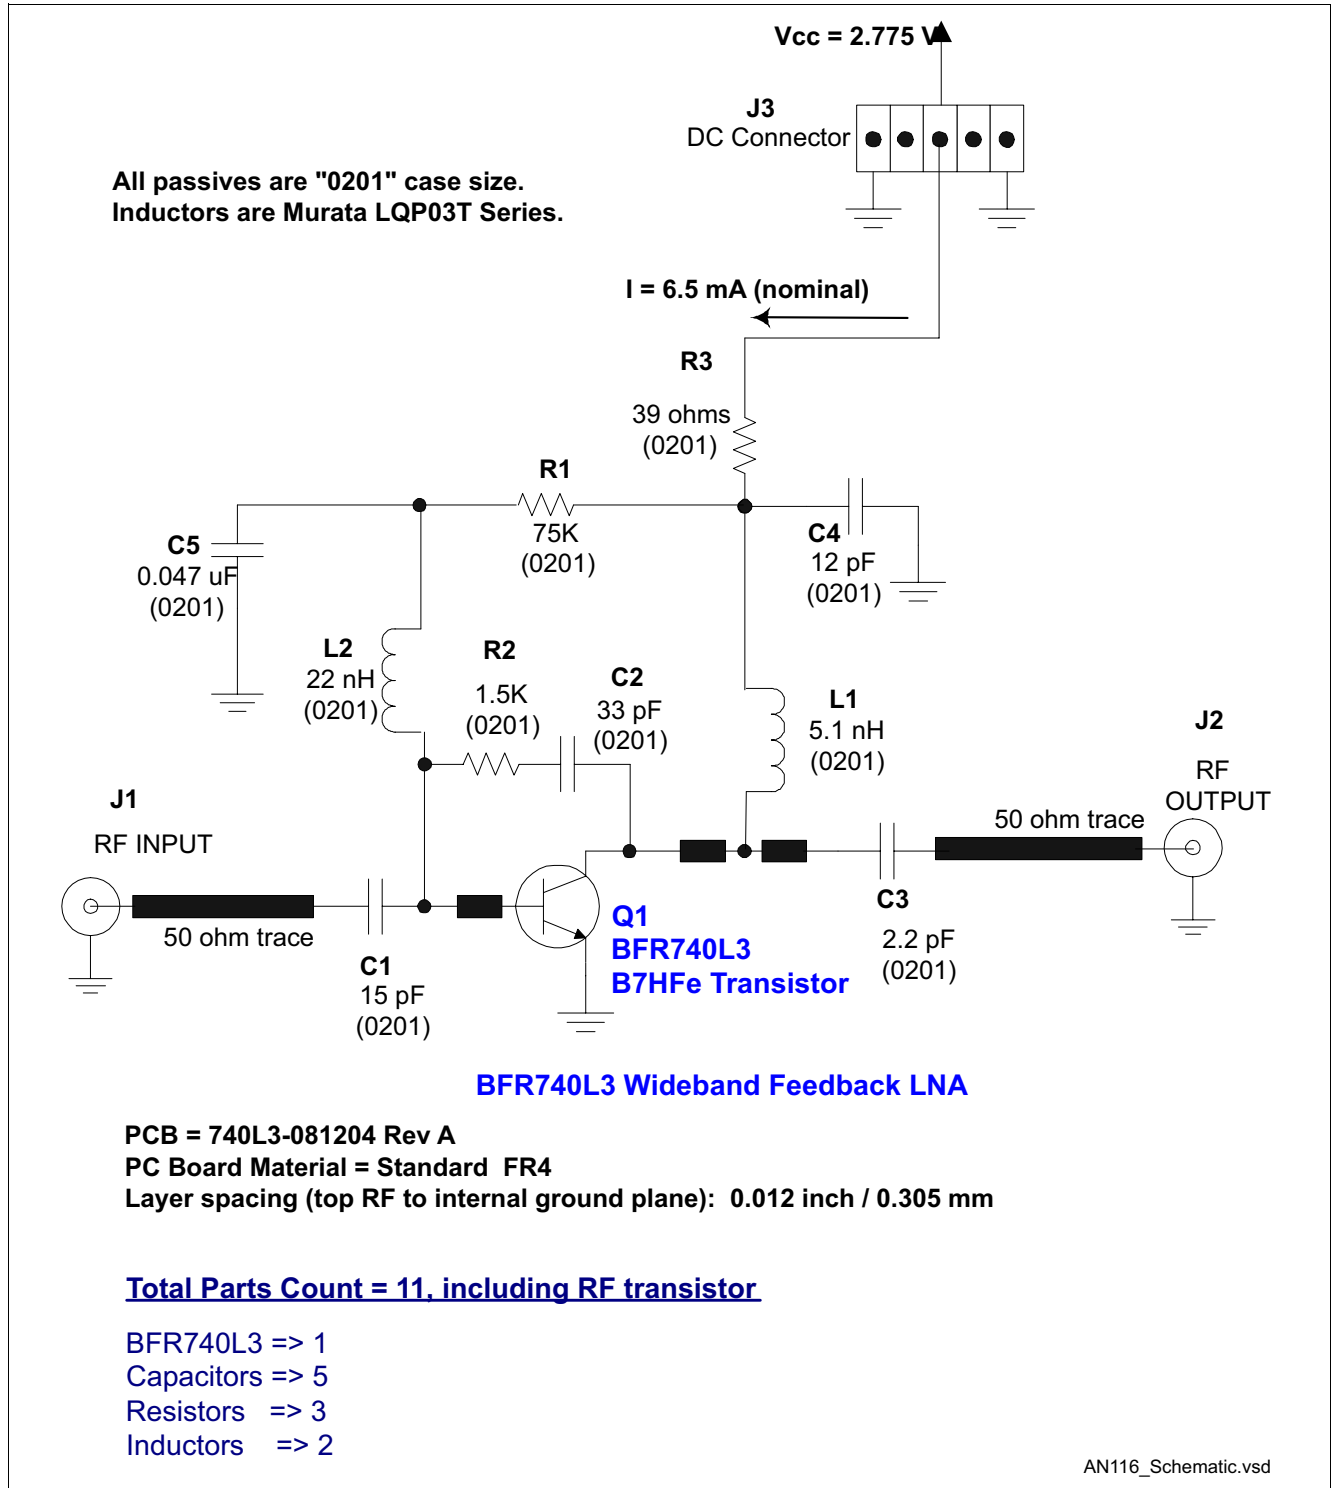 Vcc = 2.775 V
J3
DC Connector
All passives are "0201" case size.
Inductors are Murata LQP03T Series.
I = 6.5 mA (nominal)
R3
39 ohms
(0201)
R1
75K
(0201)
C5
0.047 uF
(0201)
C4
12 pF
(0201)
L2
22 nH
(0201)
R2
1.5K
(0201)
C2
33 pF
(0201)
L1
5.1 nH
(0201)
J2
RF
OUTPUT
50 ohm trace
J1
RF INPUT
50 ohm trace
C1
15 pF
(0201)
Q1
BFR740L3
B7HFe Transistor
C3
2.2 pF
(0201)
BFR740L3 Wideband Feedback LNA
PCB = 740L3-081204 Rev A
PC Board Material = Standard FR4
Layer spacing (top RF to internal ground plane): 0.012 inch / 0.305 mm
Total Parts Count = 11, including RF transistor
BFR740L3 => 1
Capacitors => 5
Resistors => 3
Inductors => 2
AN116_Schematic.vsd